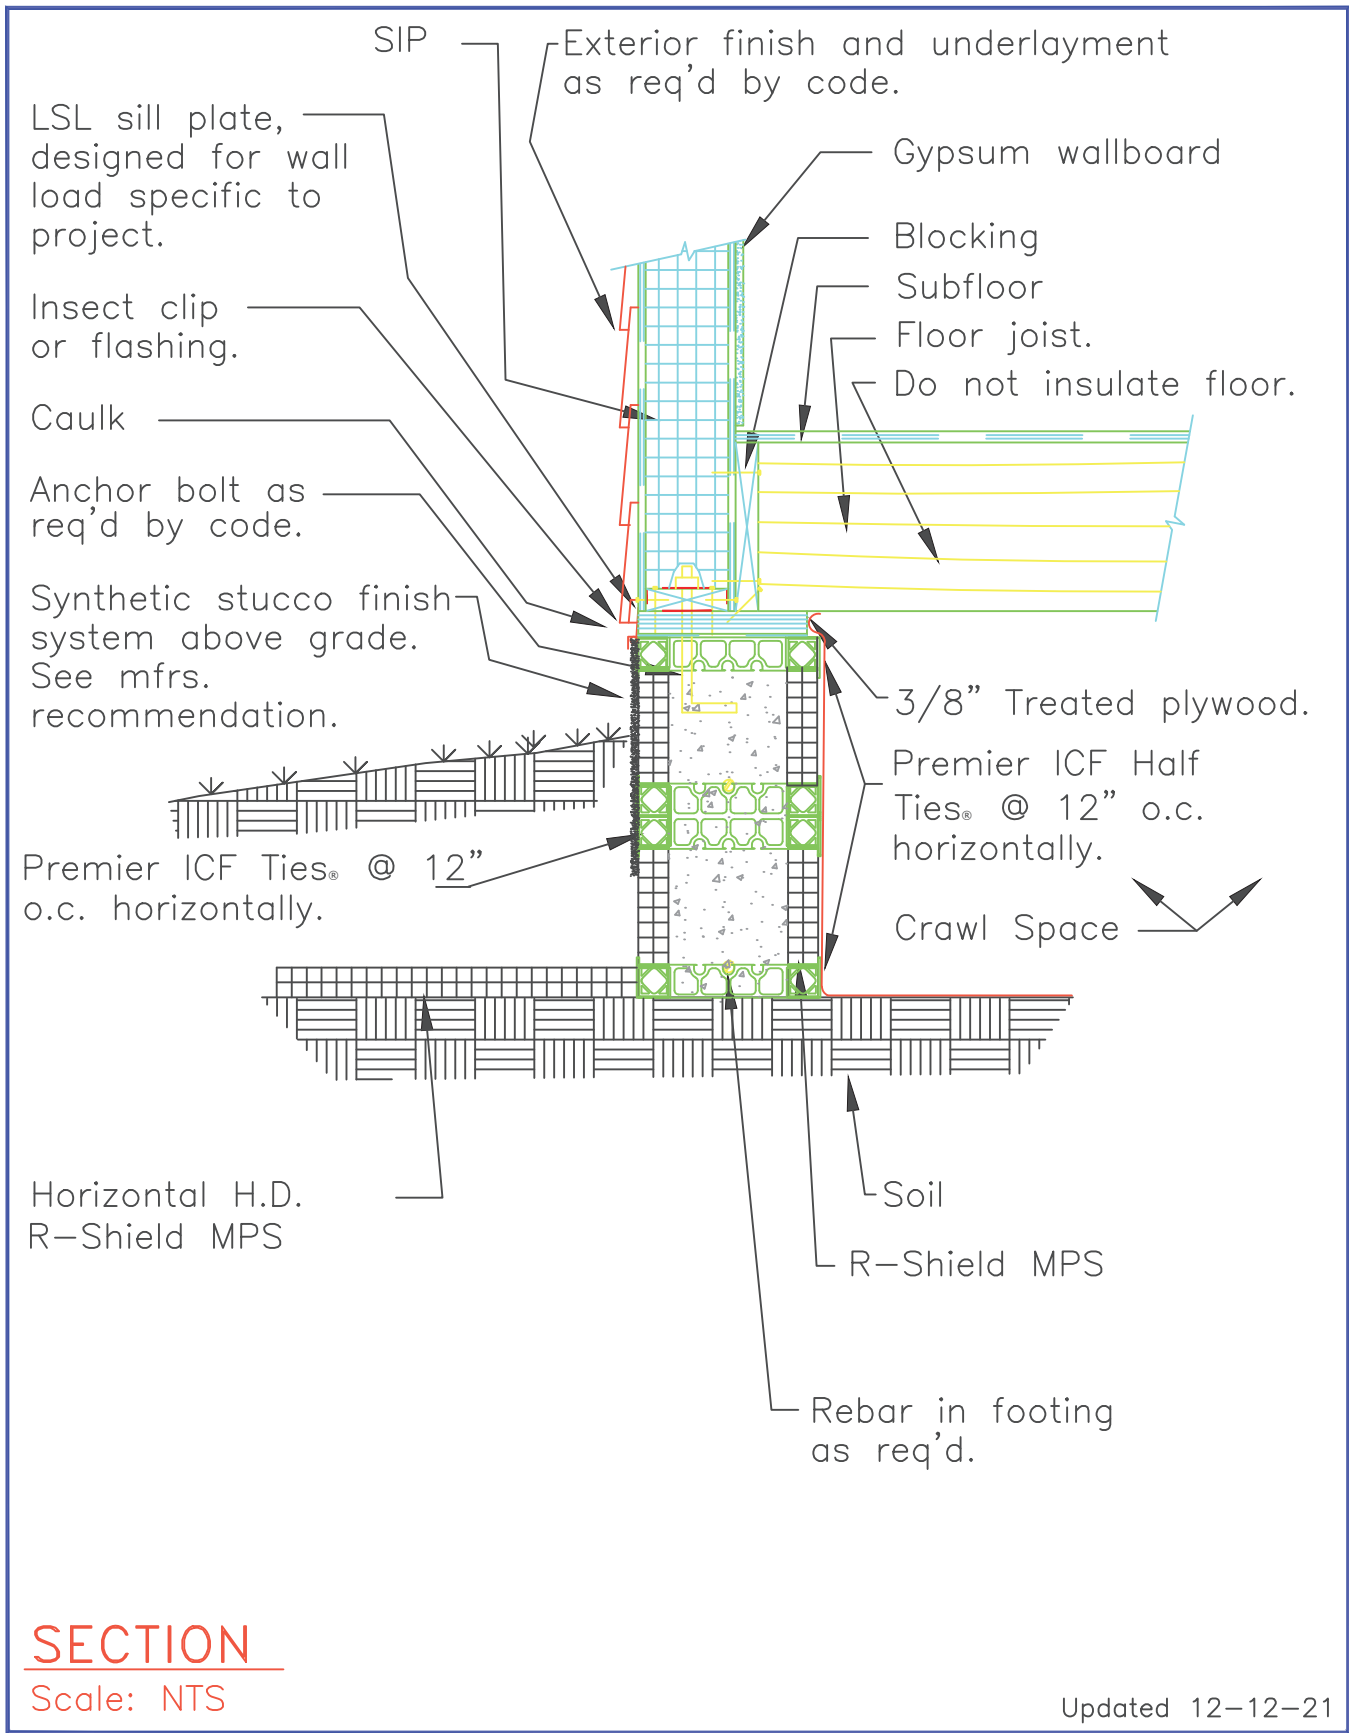 SIP
Exterior finish and underlayment
as req'd by code.
LSL sill plate,
designed for wall
load specific to
project.
Gypsum wallboard
Blocking
Subfloor
Floor joist.
Do not insulate floor.
Insect clip
or flashing.
Caulk
Anchor bolt as
req'd by code.
Synthetic stucco finish
system above grade.
See mfrs.
recommendation.
3/8” Treated plywood.
Premier ICF Half
Ties® @ 12” o.c.
horizontally.
Premier ICF Ties® @ 12”
o.c. horizontally.
Crawl Space
Horizontal H.D.
R-Shield MPS
Soil
R-Shield MPS
Rebar in footing
as req'd.
SECTION
Scale: NTS
Updated 12-12-21